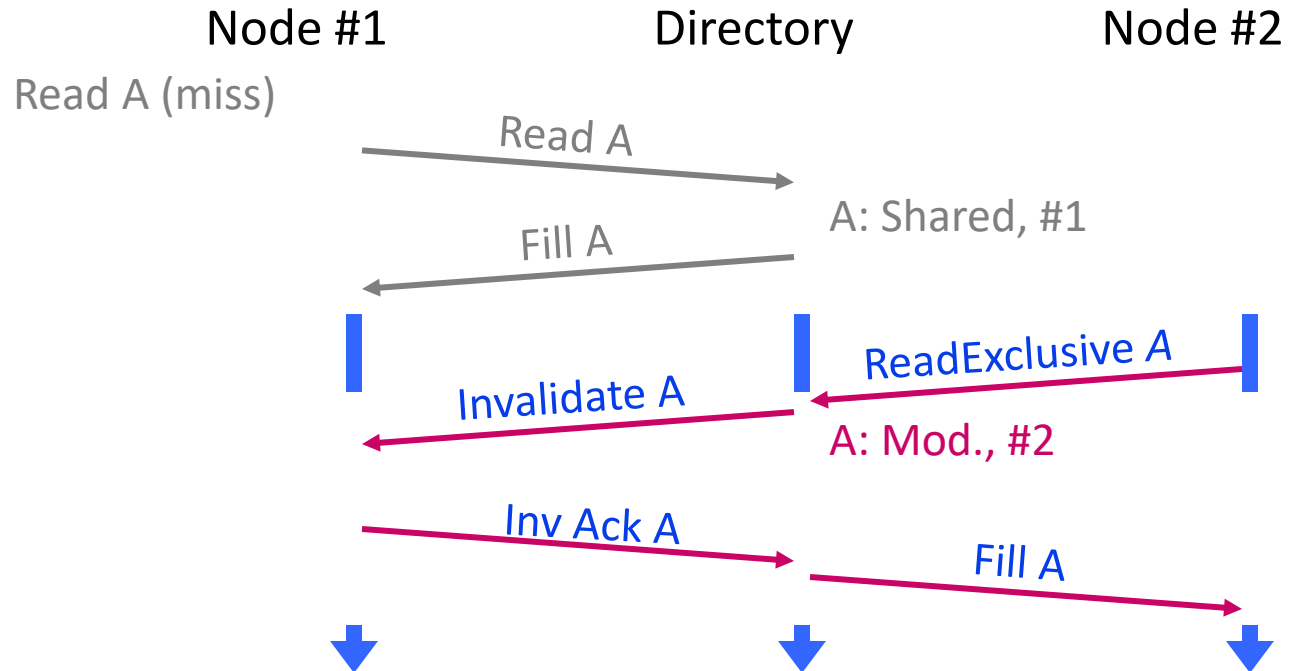 Node #1 Directory Node #2
Read A (miss)
Read A
A: Shared, #1
Fill A
ReadExclusive A
Invalidate A
A: Mod., #2
Inv Ack A
Fill A